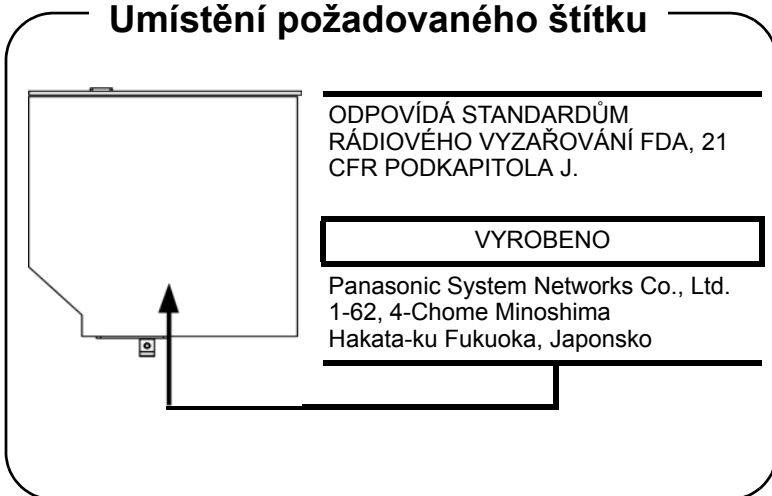 Umístění požadovaného štítku
ODPOVÍDÁ STANDARDŮM
RÁDIOVÉHO VYZAŘOVÁNÍ FDA, 21
CFR PODKAPITOLA J.
VYROBENO
Panasonic System Networks Co., Ltd.
1-62, 4-Chome Minoshima
Hakata-ku Fukuoka, Japonsko